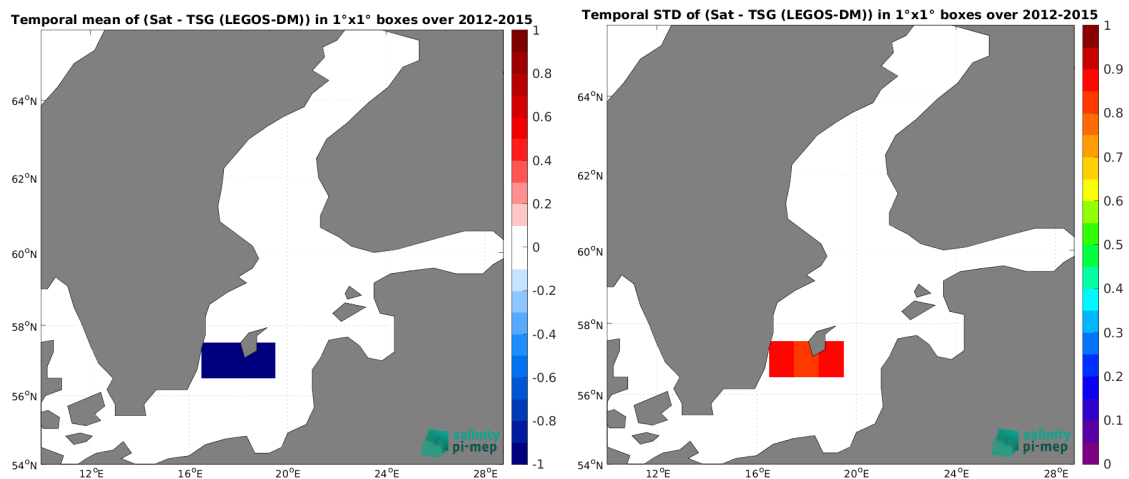 Temporal mean of (Sat - TSG (LEGOS-DM)) in 1°x1° boxes over 2012-2015
64°N
62°N
60°N
58°N
56°N
54°N
12°E
16°E
20°E
24°E
28°E
1
0.8
0.6
0.4
0.2
0
-0.2
-0.4
-0.6
-0.8
-1
salinity
pi-mep
Temporal STD of (Sat - TSG (LEGOS-DM)) in 1°x1° boxes over 2012-2015
64°N
62°N
60°N
58°N
56°N
54°N
12°E
16°E
20°E
24°E
28°E
1
0.9
0.8
0.7
0.6
0.5
0.4
0.3
0.2
0.1
0
salinity
pi-mep